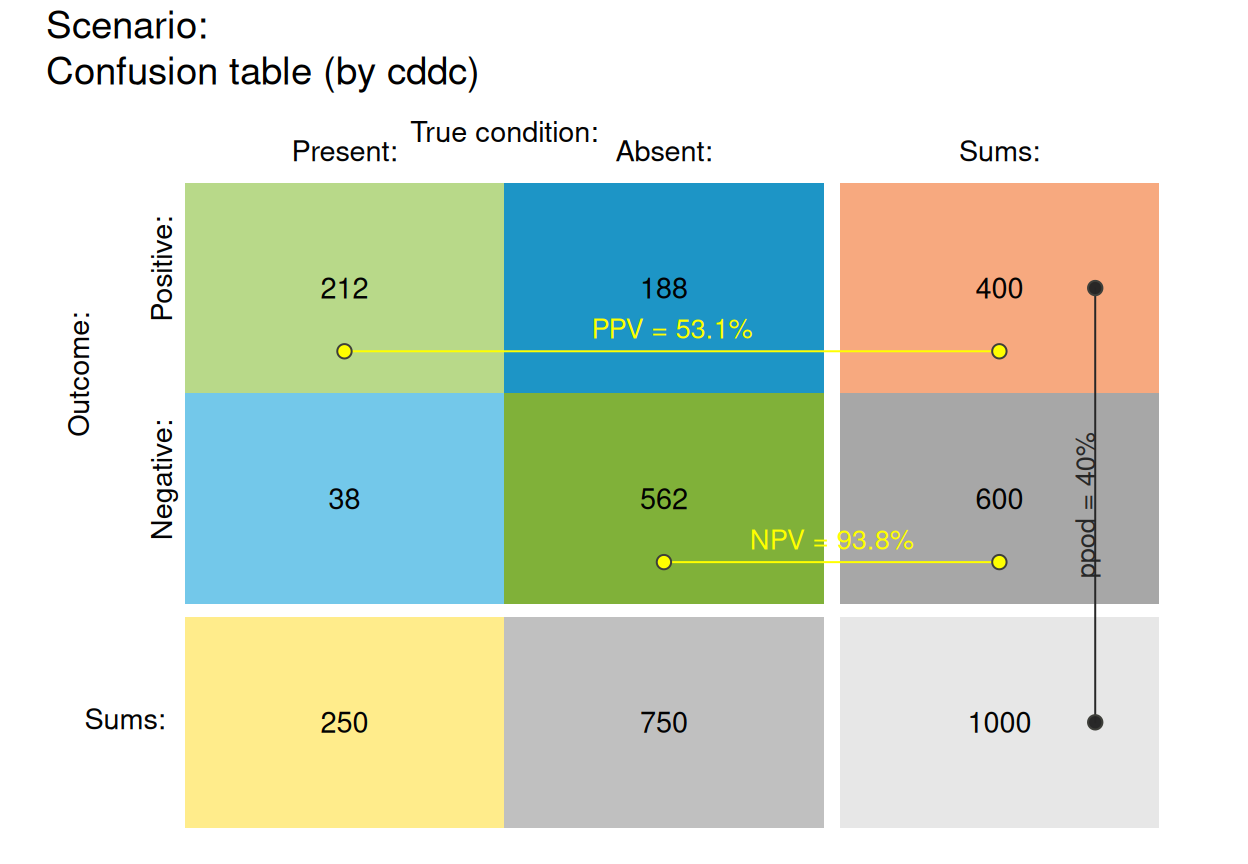 Scenario:
Confusion table (by cddc)
True condition:
Present:
Absent:
Sums:
Outcome:
Positive:
212
188
400
PPV = 53.1%
Negative:
38
562
600
NPV = 93.8%
ppod = 40%
Sums:
250
750
1000